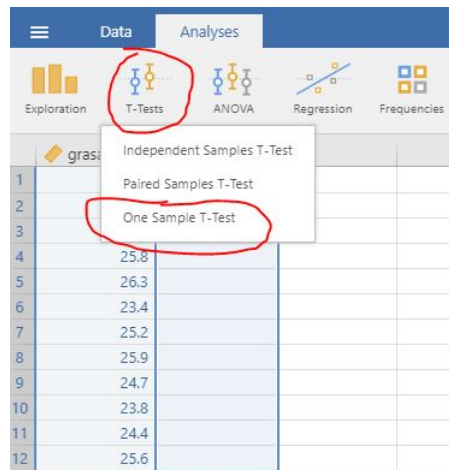 Data Analyses
Exploration T-Tests ANOVA Regression Frequencies
grasa
Independent Samples T-Test
Paired Samples T-Test
One Sample T-Test
1
2
3
4 25.8
5 26.3
6 23.4
7 25.2
8 25.9
9 24.7
10 23.8
11 24.4
12 25.6